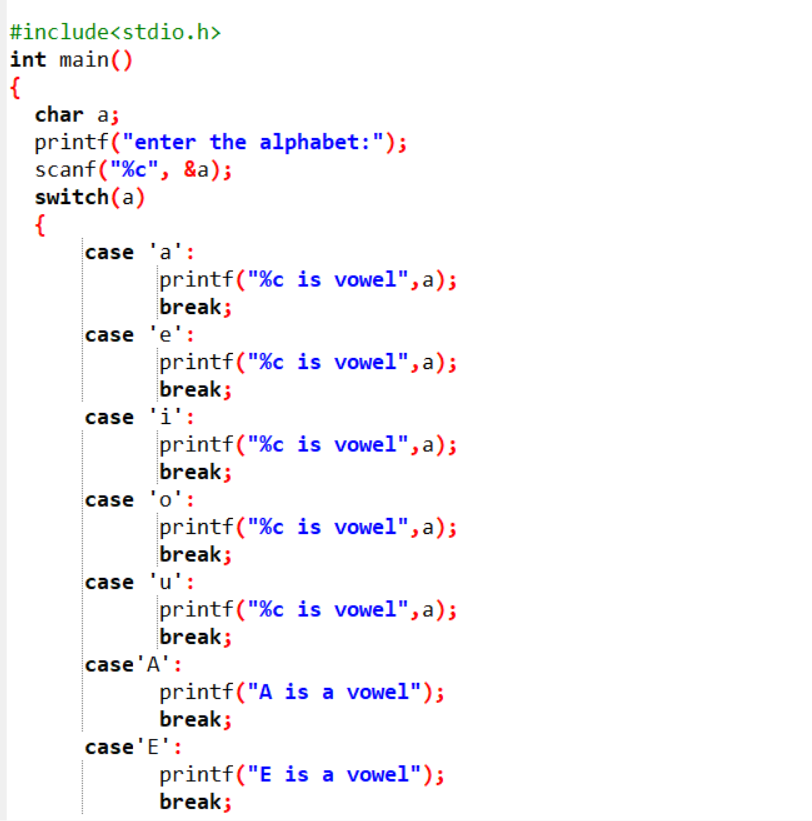 #include<stdio.h>
int main()
{
char a;
printf("enter the alphabet:");
scanf("%c", &a);
switch(a)
{
case 'a':
printf("%c is vowel",a);
break;
case 'e':
printf("%c is vowel",a);
break;
case 'i':
printf("%c is vowel",a);
break;
case 'o':
printf("%c is vowel",a);
break;
case 'u':
printf("%c is vowel",a);
break;
case'A':
printf("A is a vowel");
break;
case'E':
printf("E is a vowel");
break;